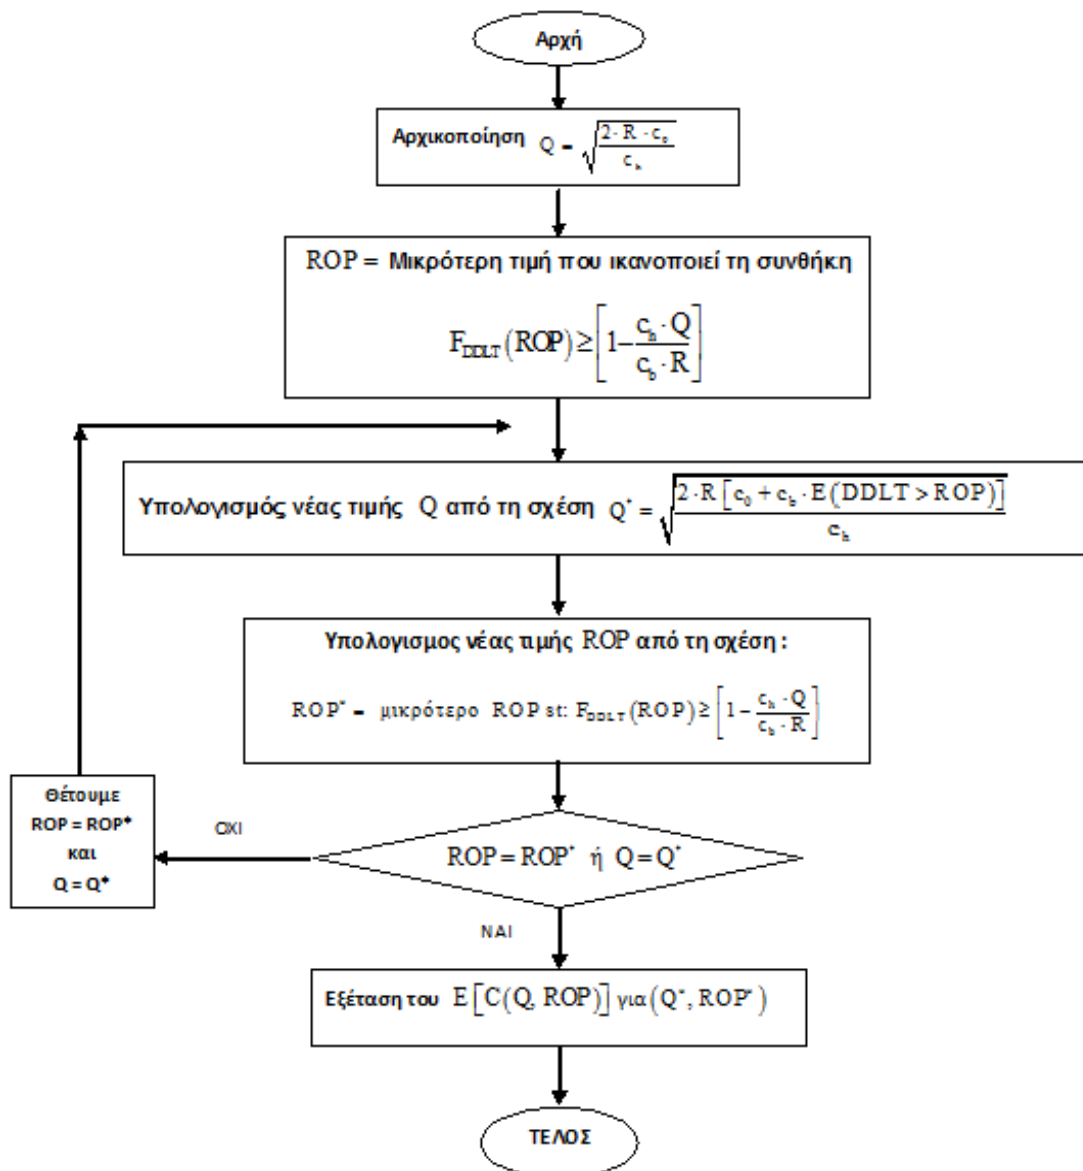 Αρχή
Αρχικοποίηση Q = √(2·R·c₀ / cₕ)
ROP = Μικρότερη τιμή που ικανοποιεί τη συνθήκη
F_DDLT(ROP) ≥ [1 − (cₕ·Q)/(c_b·R)]
Υπολογισμός νέας τιμής Q από τη σχέση Q* = √(2·R[c₀ + c_b·E(DDLT > ROP)] / cₕ)
Υπολογισμος νέας τιμής ROP από τη σχέση :
ROP* = μικρότερο ROP st: F_DDLT(ROP) ≥ [1 − (cₕ·Q)/(c_b·R)]
Θέτουμε
ROP = ROP*
και
Q = Q*
ΟΧΙ
ROP = ROP* ή Q = Q*
ΝΑΙ
Εξέταση του E[C(Q, ROP)] για (Q*, ROP*)
ΤΕΛΟΣ